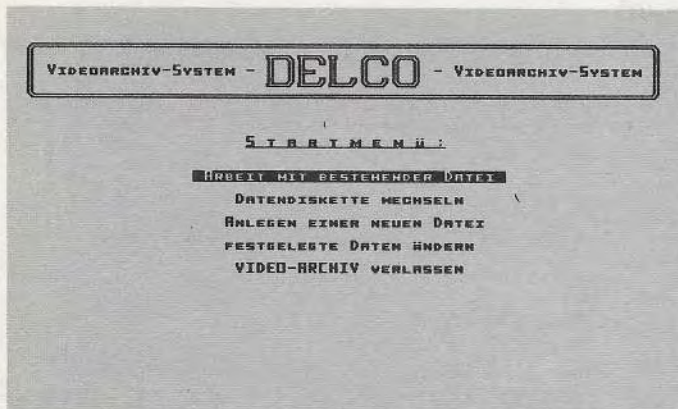 VIDEOARCHIV-SYSTEM - DELCO - VIDEOARCHIV-SYSTEM
STARTMENÜ:
ARBEIT MIT BESTEHENDER DATEI
DATENDISKETTE WECHSELN
ANLEGEN EINER NEUEN DATEI
FESTGELEGTE DATEN ÄNDERN
VIDEO-ARCHIV VERLASSEN